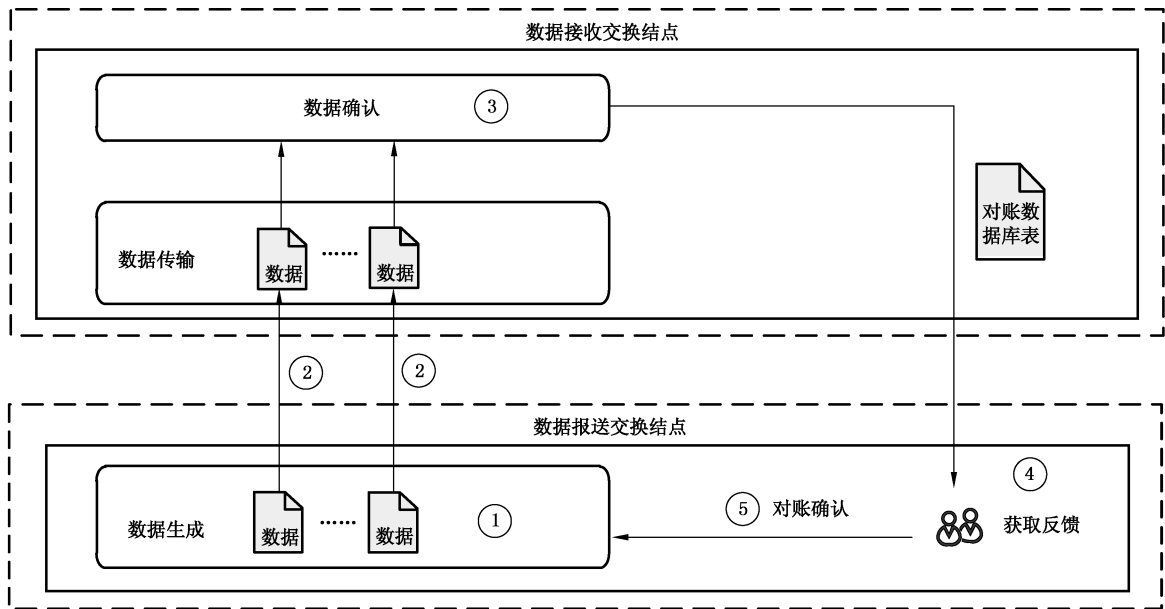 数据接收交换结点
数据确认 ③
对账数
据库表
数据传输
数据 …… 数据
② ②
数据报送交换结点
④
⑤ 对账确认
获取反馈
数据生成
数据 …… 数据
①